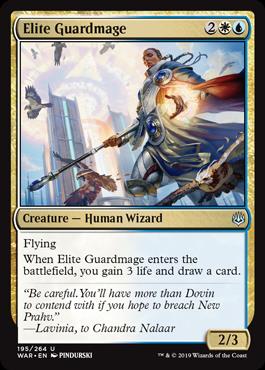 Elite Guardmage 2
Creature — Human Wizard
Flying
When Elite Guardmage enters the
battlefield, you gain 3 life and draw a card.
“Be careful. You’ll have more than Dovin
to contend with if you hope to breach New
Prahv.”
—Lavinia, to Chandra Nalaar
2/3
195/264 U
WAR • EN PINDURSKI
™ & © 2019 Wizards of the Coast